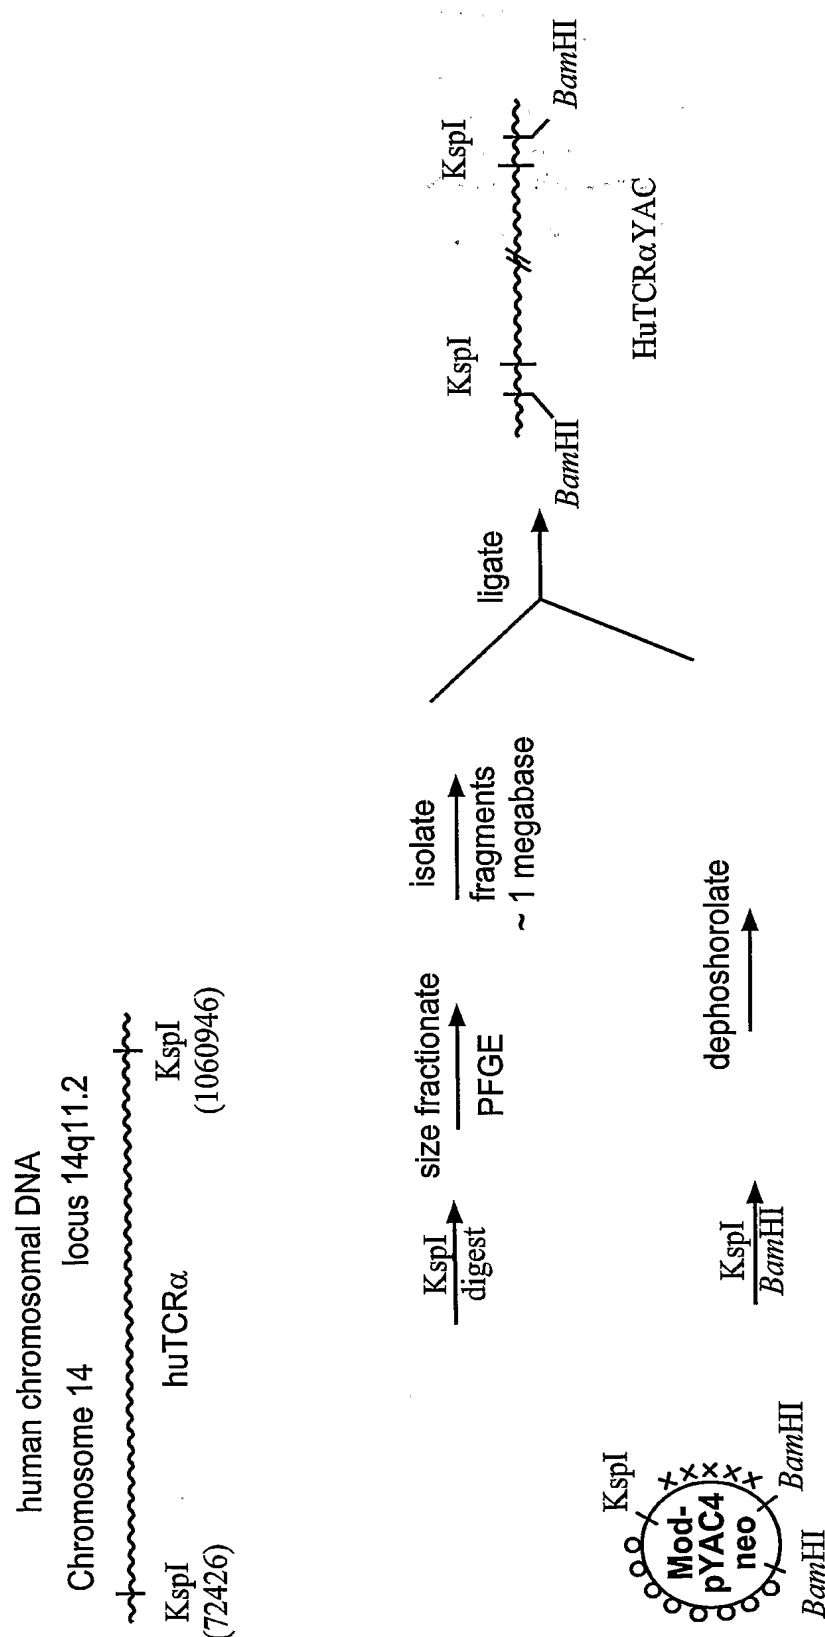 human chromosomal DNA
Chromosome 14 locus 14q11.2
KspI
(72426)
huTCRα
KspI
(1060946)
KspI
digest
size fractionate
PFGE
isolate
fragments
~ 1 megabase
ligate
KspI
KspI
BamHI
BamHI
HuTCRαYAC
KspI
Mod-
pYAC4
neo
BamHI
BamHI
KspI
BamHI
dephoshorolate